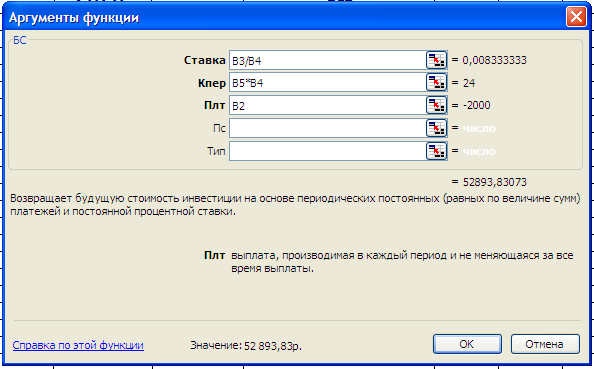 Аргументы функции
БС
Ставка B3/B4 = 0,008333333
Кпер B5*B4 = 24
Плт B2 = -2000
Пс = число
Тип = число
= 52893,83073
Возвращает будущую стоимость инвестиции на основе периодических постоянных (равных по величине сумм)
платежей и постоянной процентной ставки.
Плт выплата, производимая в каждый период и не меняющаяся за все
время выплаты.
Справка по этой функции Значение: 52 893,83р. OK Отмена